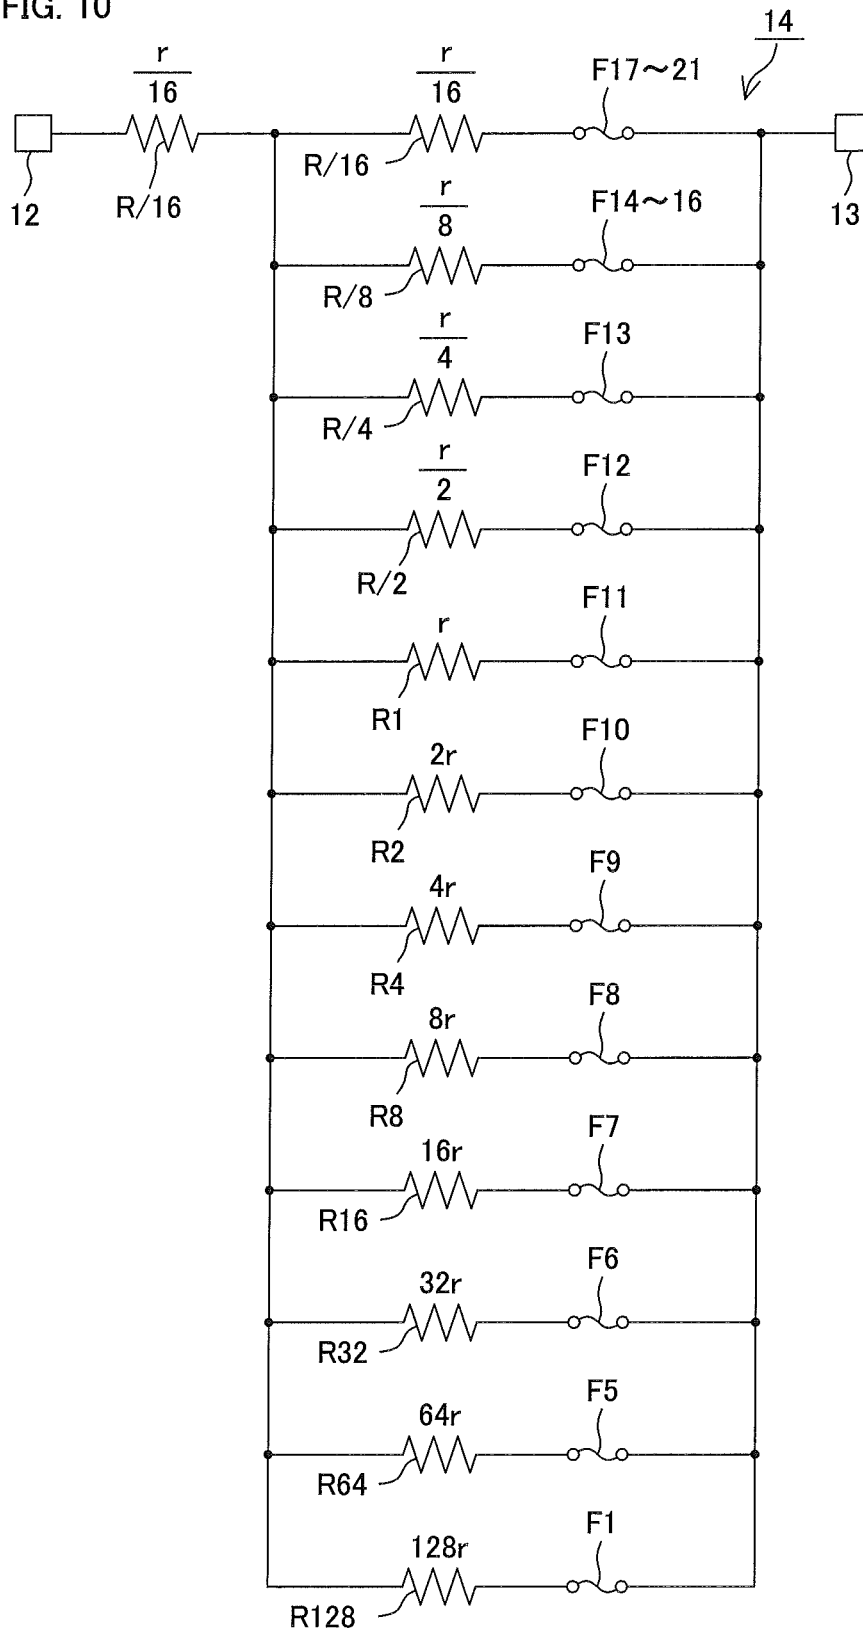 FIG. 10
14
r
16
r
16
F17～21
12
R/16
R/16
13
r
8
F14～16
R/8
r
4
F13
R/4
r
2
F12
R/2
r
F11
R1
2r
F10
R2
4r
F9
R4
8r
F8
R8
16r
F7
R16
32r
F6
R32
64r
F5
R64
128r
F1
R128